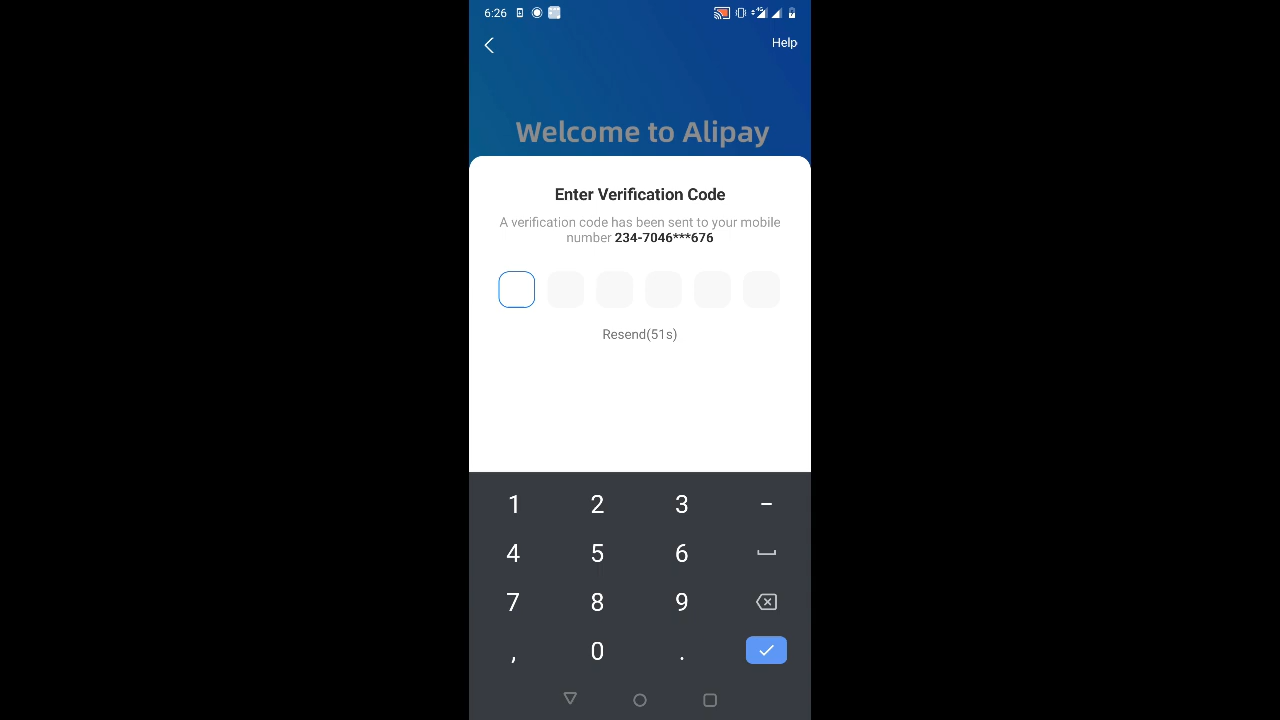 6:26
4G
Help
Welcome to Alipay
Enter Verification Code
A verification code has been sent to your mobile
number 234-7046***676
Resend(51s)
1 2 3 –
4 5 6
7 8 9
, 0 .